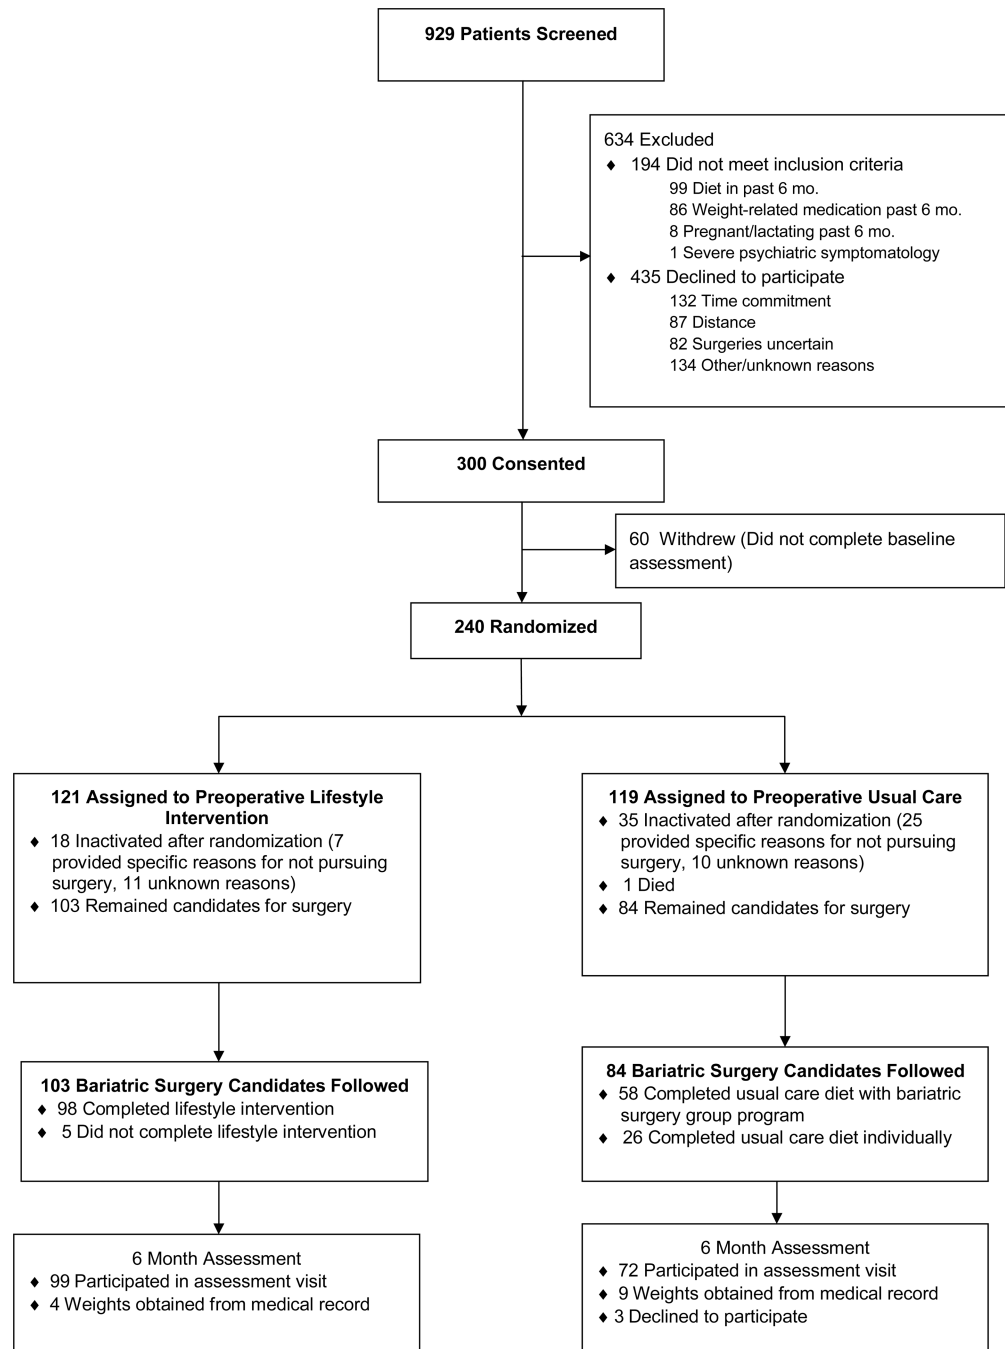 929 Patients Screened
634 Excluded
♦ 194 Did not meet inclusion criteria
99 Diet in past 6 mo.
86 Weight-related medication past 6 mo.
8 Pregnant/lactating past 6 mo.
1 Severe psychiatric symptomatology
♦ 435 Declined to participate
132 Time commitment
87 Distance
82 Surgeries uncertain
134 Other/unknown reasons
300 Consented
60 Withdrew (Did not complete baseline
assessment)
240 Randomized
121 Assigned to Preoperative Lifestyle
Intervention
♦ 18 Inactivated after randomization (7
provided specific reasons for not pursuing
surgery, 11 unknown reasons)
♦ 103 Remained candidates for surgery
119 Assigned to Preoperative Usual Care
♦ 35 Inactivated after randomization (25
provided specific reasons for not pursuing
surgery, 10 unknown reasons)
♦ 1 Died
♦ 84 Remained candidates for surgery
103 Bariatric Surgery Candidates Followed
♦ 98 Completed lifestyle intervention
♦ 5 Did not complete lifestyle intervention
84 Bariatric Surgery Candidates Followed
♦ 58 Completed usual care diet with bariatric
surgery group program
♦ 26 Completed usual care diet individually
6 Month Assessment
♦ 99 Participated in assessment visit
♦ 4 Weights obtained from medical record
6 Month Assessment
♦ 72 Participated in assessment visit
♦ 9 Weights obtained from medical record
♦ 3 Declined to participate